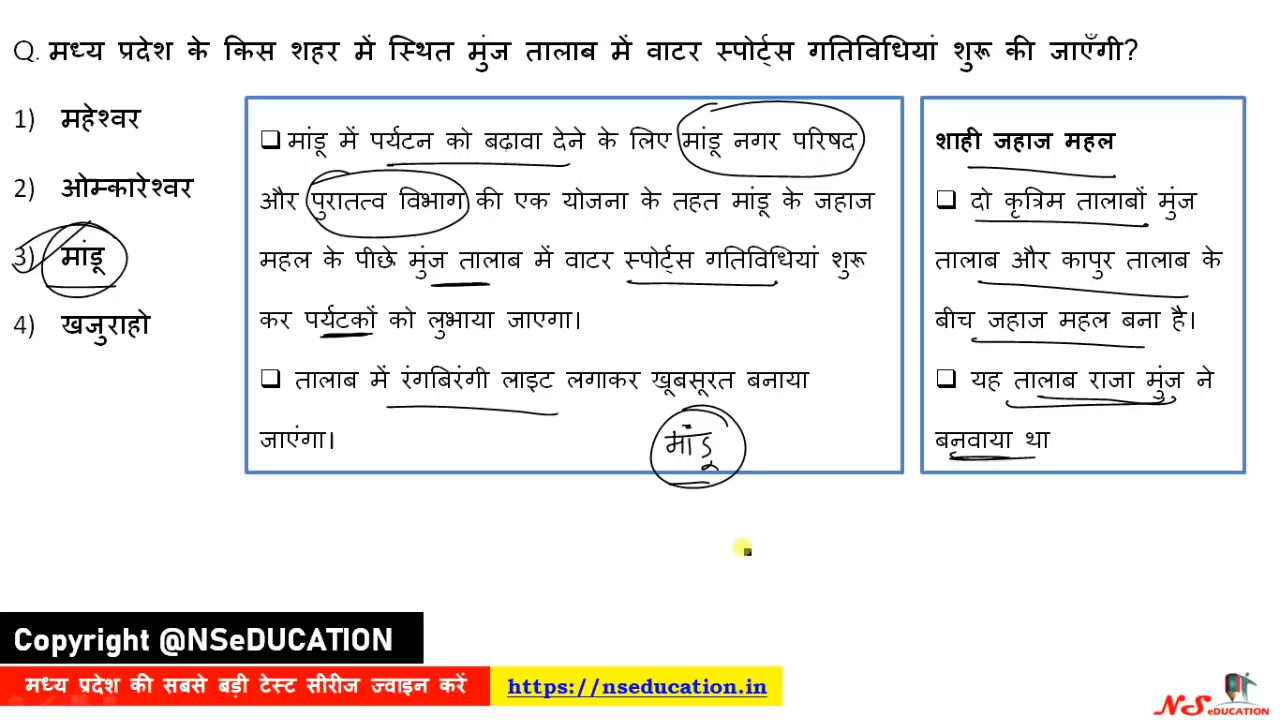 Q. मध्य प्रदेश के किस शहर में स्थित मुंज तालाब में वाटर स्पोर्ट्स गतिविधियां शुरू की जाएँगी?
1) महेश्वर
2) ओम्कारेश्वर
3) मांडू
4) खजुराहो
❑ मांडू में पर्यटन को बढ़ावा देने के लिए मांडू नगर परिषद
और पुरातत्व विभाग की एक योजना के तहत मांडू के जहाज
महल के पीछे मुंज तालाब में वाटर स्पोर्ट्स गतिविधियां शुरू
कर पर्यटकों को लुभाया जाएगा।
❑ तालाब में रंगबिरंगी लाइट लगाकर खूबसूरत बनाया
जाएंगा।
मांडू
शाही जहाज महल
❑ दो कृत्रिम तालाबों मुंज
तालाब और कापुर तालाब के
बीच जहाज महल बना है।
❑ यह तालाब राजा मुंज ने
बनवाया था
Copyright @NSeDUCATION
मध्य प्रदेश की सबसे बड़ी टेस्ट सीरीज ज्वाइन करें
https://nseducation.in
NS eDUCATION